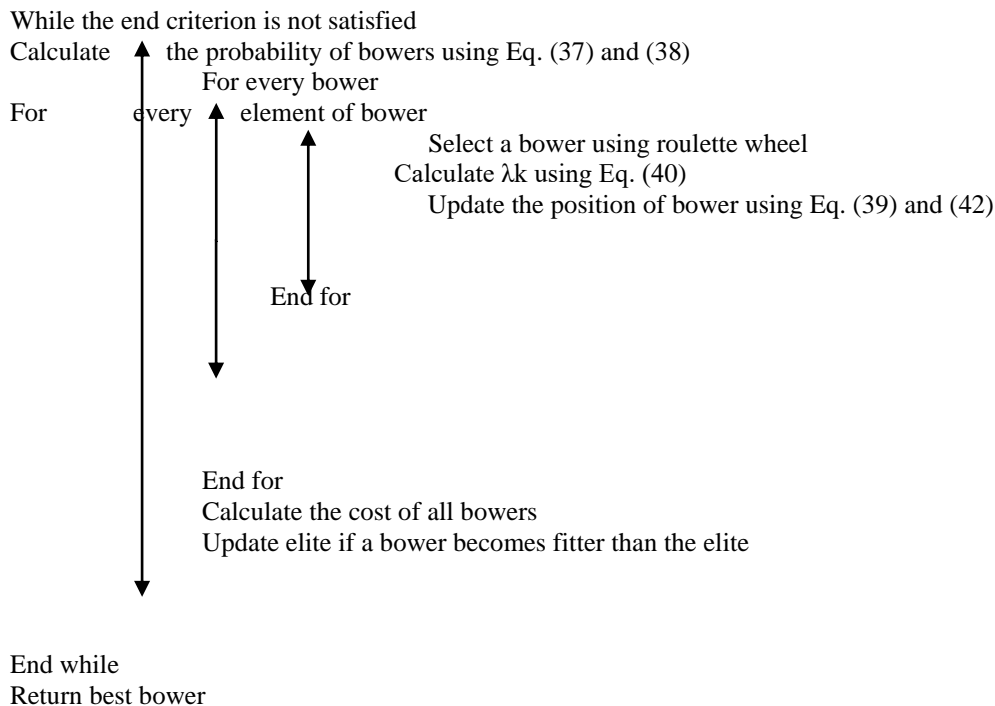 While the end criterion is not satisfied
Calculate the probability of bowers using Eq. (37) and (38)
For every bower
For every element of bower
Select a bower using roulette wheel
Calculate λk using Eq. (40)
Update the position of bower using Eq. (39) and (42)
End for
End for
Calculate the cost of all bowers
Update elite if a bower becomes fitter than the elite
End while
Return best bower